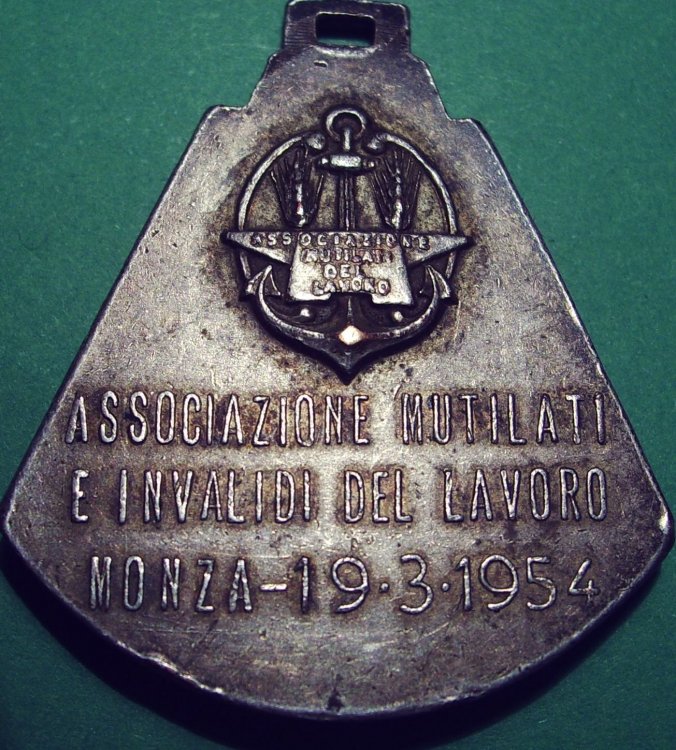 ASSOCIAZIONE
MUTILATI
DEL
LAVORO
ASSOCIAZIONE MUTILATI
E INVALIDI DEL LAVORO
MONZA-19·3·1954